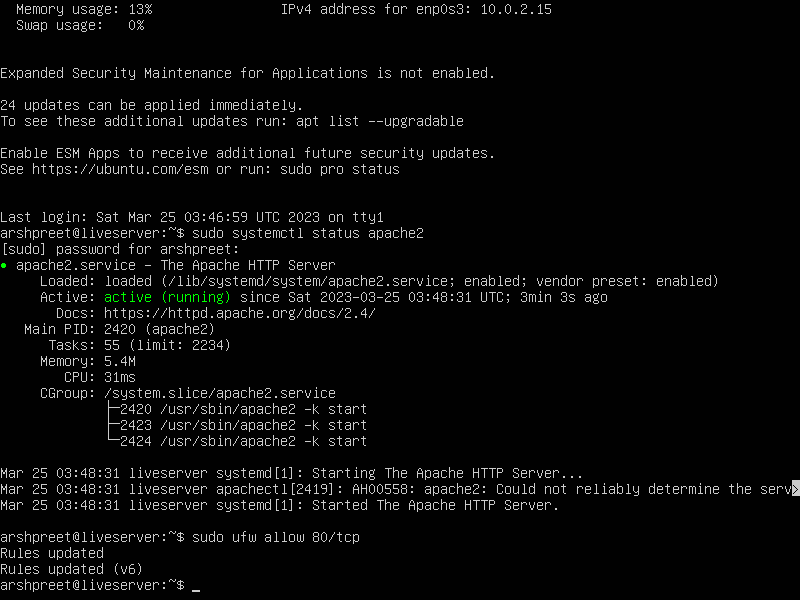 Memory usage: 13%                IPv4 address for enp0s3: 10.0.2.15
Swap usage:   0%
Expanded Security Maintenance for Applications is not enabled.
24 updates can be applied immediately.
To see these additional updates run: apt list --upgradable
Enable ESM Apps to receive additional future security updates.
See https://ubuntu.com/esm or run: sudo pro status
Last login: Sat Mar 25 03:46:59 UTC 2023 on tty1
arshpreet@liveserver:~$ sudo systemctl status apache2
[sudo] password for arshpreet:
● apache2.service - The Apache HTTP Server
     Loaded: loaded (/lib/systemd/system/apache2.service; enabled; vendor preset: enabled)
     Active: active (running) since Sat 2023-03-25 03:48:31 UTC; 3min 3s ago
       Docs: https://httpd.apache.org/docs/2.4/
   Main PID: 2420 (apache2)
      Tasks: 55 (limit: 2234)
     Memory: 5.4M
        CPU: 31ms
     CGroup: /system.slice/apache2.service
             ├─2420 /usr/sbin/apache2 -k start
             ├─2423 /usr/sbin/apache2 -k start
             └─2424 /usr/sbin/apache2 -k start
Mar 25 03:48:31 liveserver systemd[1]: Starting The Apache HTTP Server...
Mar 25 03:48:31 liveserver apachectl[2419]: AH00558: apache2: Could not reliably determine the serv>
Mar 25 03:48:31 liveserver systemd[1]: Started The Apache HTTP Server.
arshpreet@liveserver:~$ sudo ufw allow 80/tcp
Rules updated
Rules updated (v6)
arshpreet@liveserver:~$ _